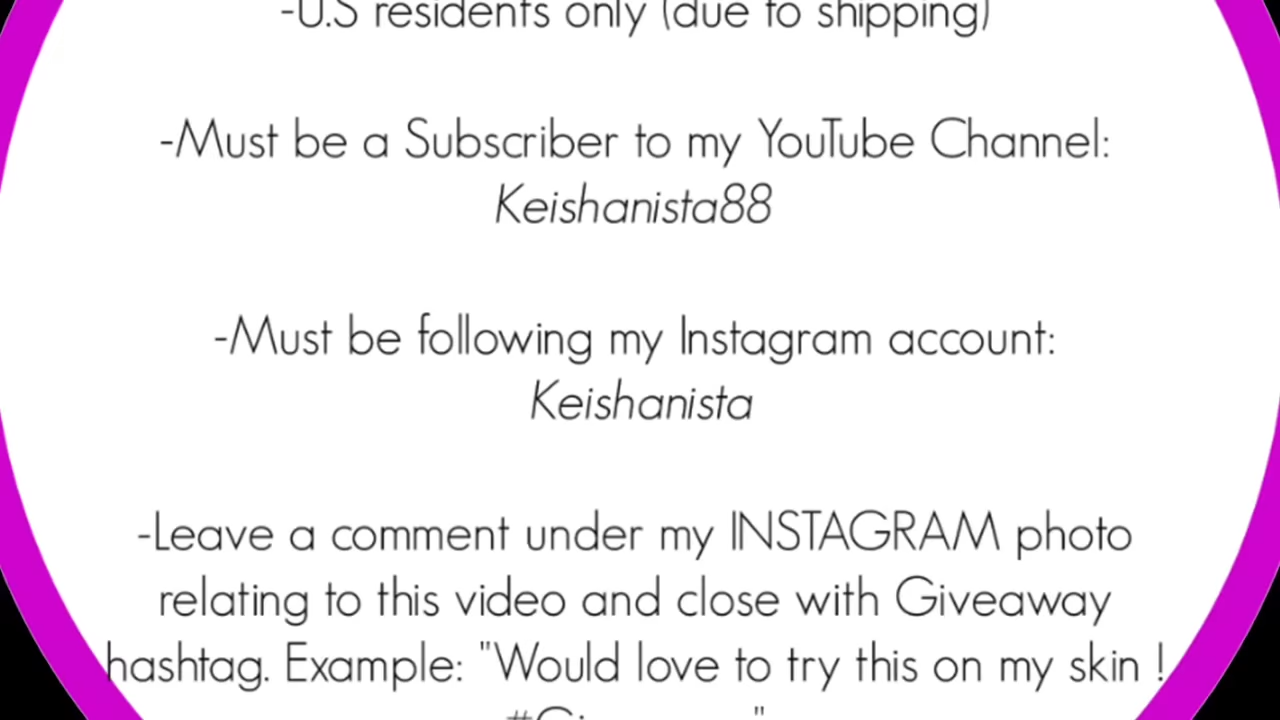 -U.S residents only (due to shipping)
-Must be a Subscriber to my YouTube Channel:
Keishanista88
-Must be following my Instagram account:
Keishanista
-Leave a comment under my INSTAGRAM photo
relating to this video and close with Giveaway
hashtag. Example: "Would love to try this on my skin !